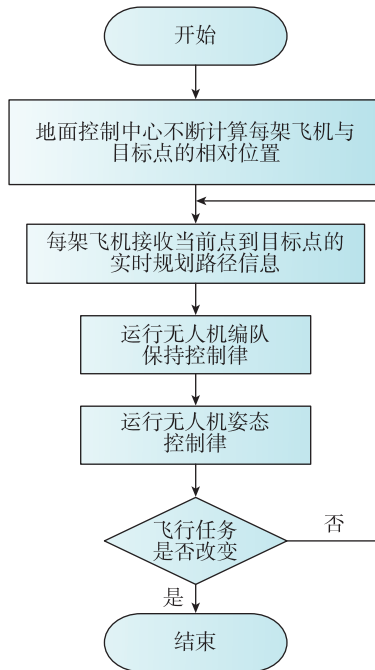 开始
地面控制中心不断计算每架飞机与
目标点的相对位置
每架飞机接收当前点到目标点的
实时规划路径信息
运行无人机编队
保持控制律
运行无人机姿态
控制律
飞行任务
是否改变
否
是
结束